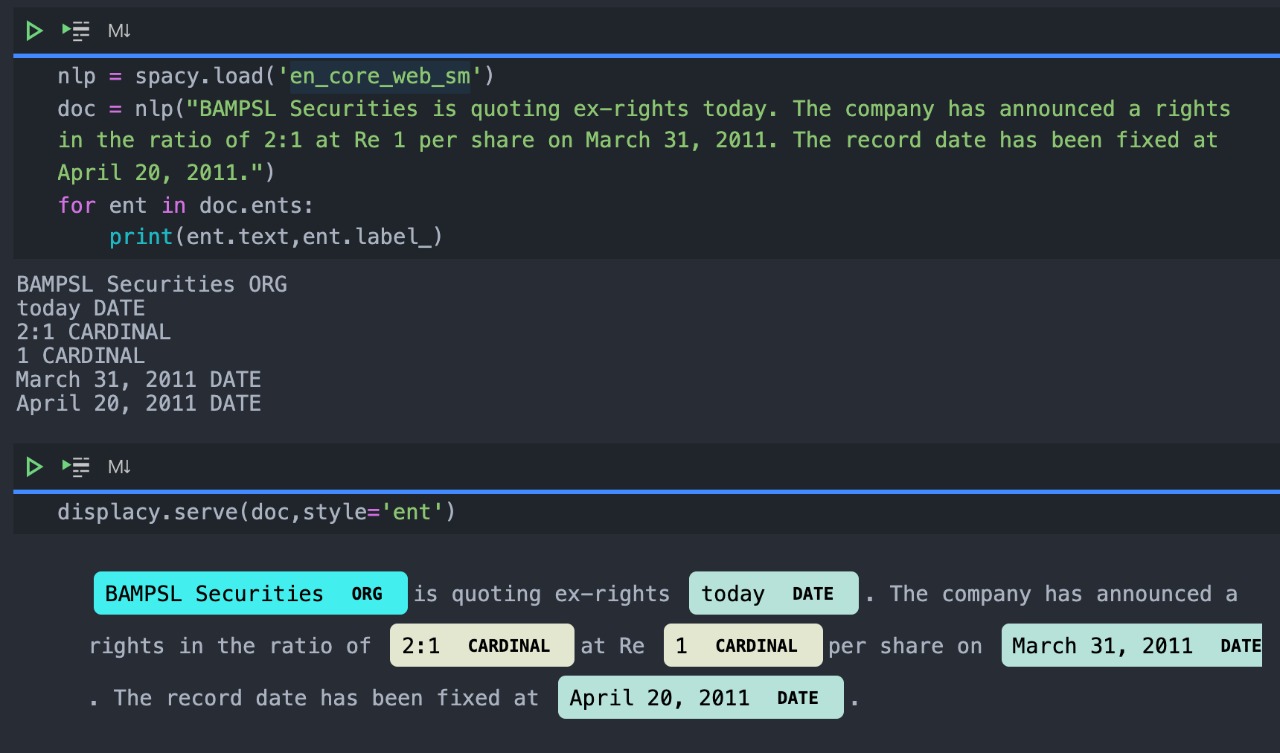 M↓
nlp = spacy.load('en_core_web_sm')
doc = nlp("BAMPSL Securities is quoting ex-rights today. The company has announced a rights
in the ratio of 2:1 at Re 1 per share on March 31, 2011. The record date has been fixed at
April 20, 2011.")
for ent in doc.ents:
    print(ent.text,ent.label_)
BAMPSL Securities ORG
today DATE
2:1 CARDINAL
1 CARDINAL
March 31, 2011 DATE
April 20, 2011 DATE
M↓
displacy.serve(doc,style='ent')
BAMPSL Securities ORG is quoting ex-rights today DATE . The company has announced a
rights in the ratio of 2:1 CARDINAL at Re 1 CARDINAL per share on March 31, 2011 DATE
. The record date has been fixed at April 20, 2011 DATE .